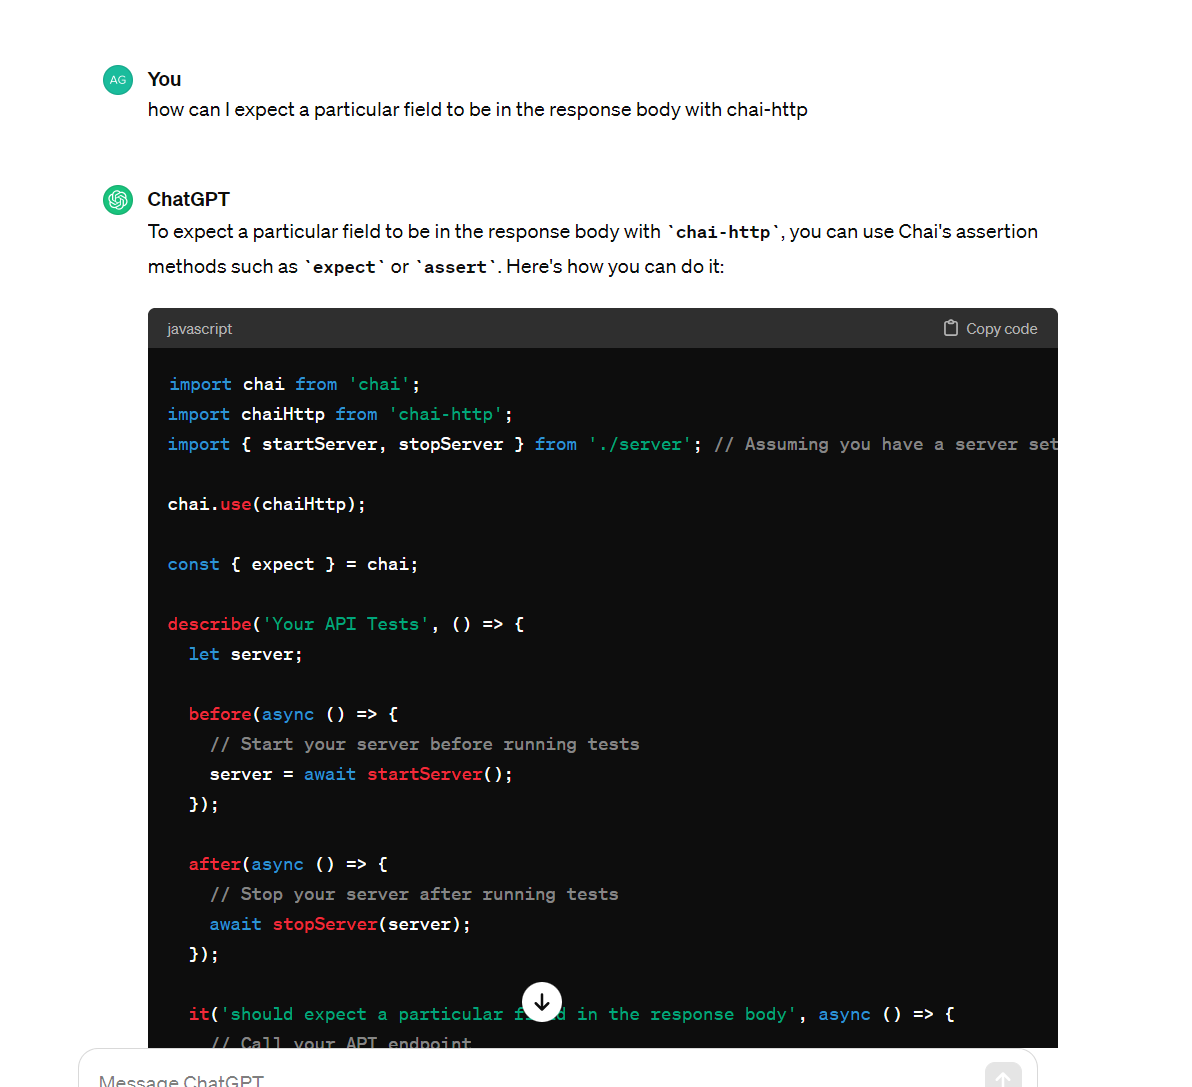 AG
You
how can I expect a particular field to be in the response body with chai-http
ChatGPT
To expect a particular field to be in the response body with `chai-http`, you can use Chai's assertion
methods such as `expect` or `assert`. Here's how you can do it:
javascript
Copy code
import chai from 'chai';
import chaiHttp from 'chai-http';
import { startServer, stopServer } from './server'; // Assuming you have a server set
chai.use(chaiHttp);
const { expect } = chai;
describe('Your API Tests', () => {
  let server;
  before(async () => {
    // Start your server before running tests
    server = await startServer();
  });
  after(async () => {
    // Stop your server after running tests
    await stopServer(server);
  });
  it('should expect a particular field in the response body', async () => {
    // Call your API endpoint
Message ChatGPT